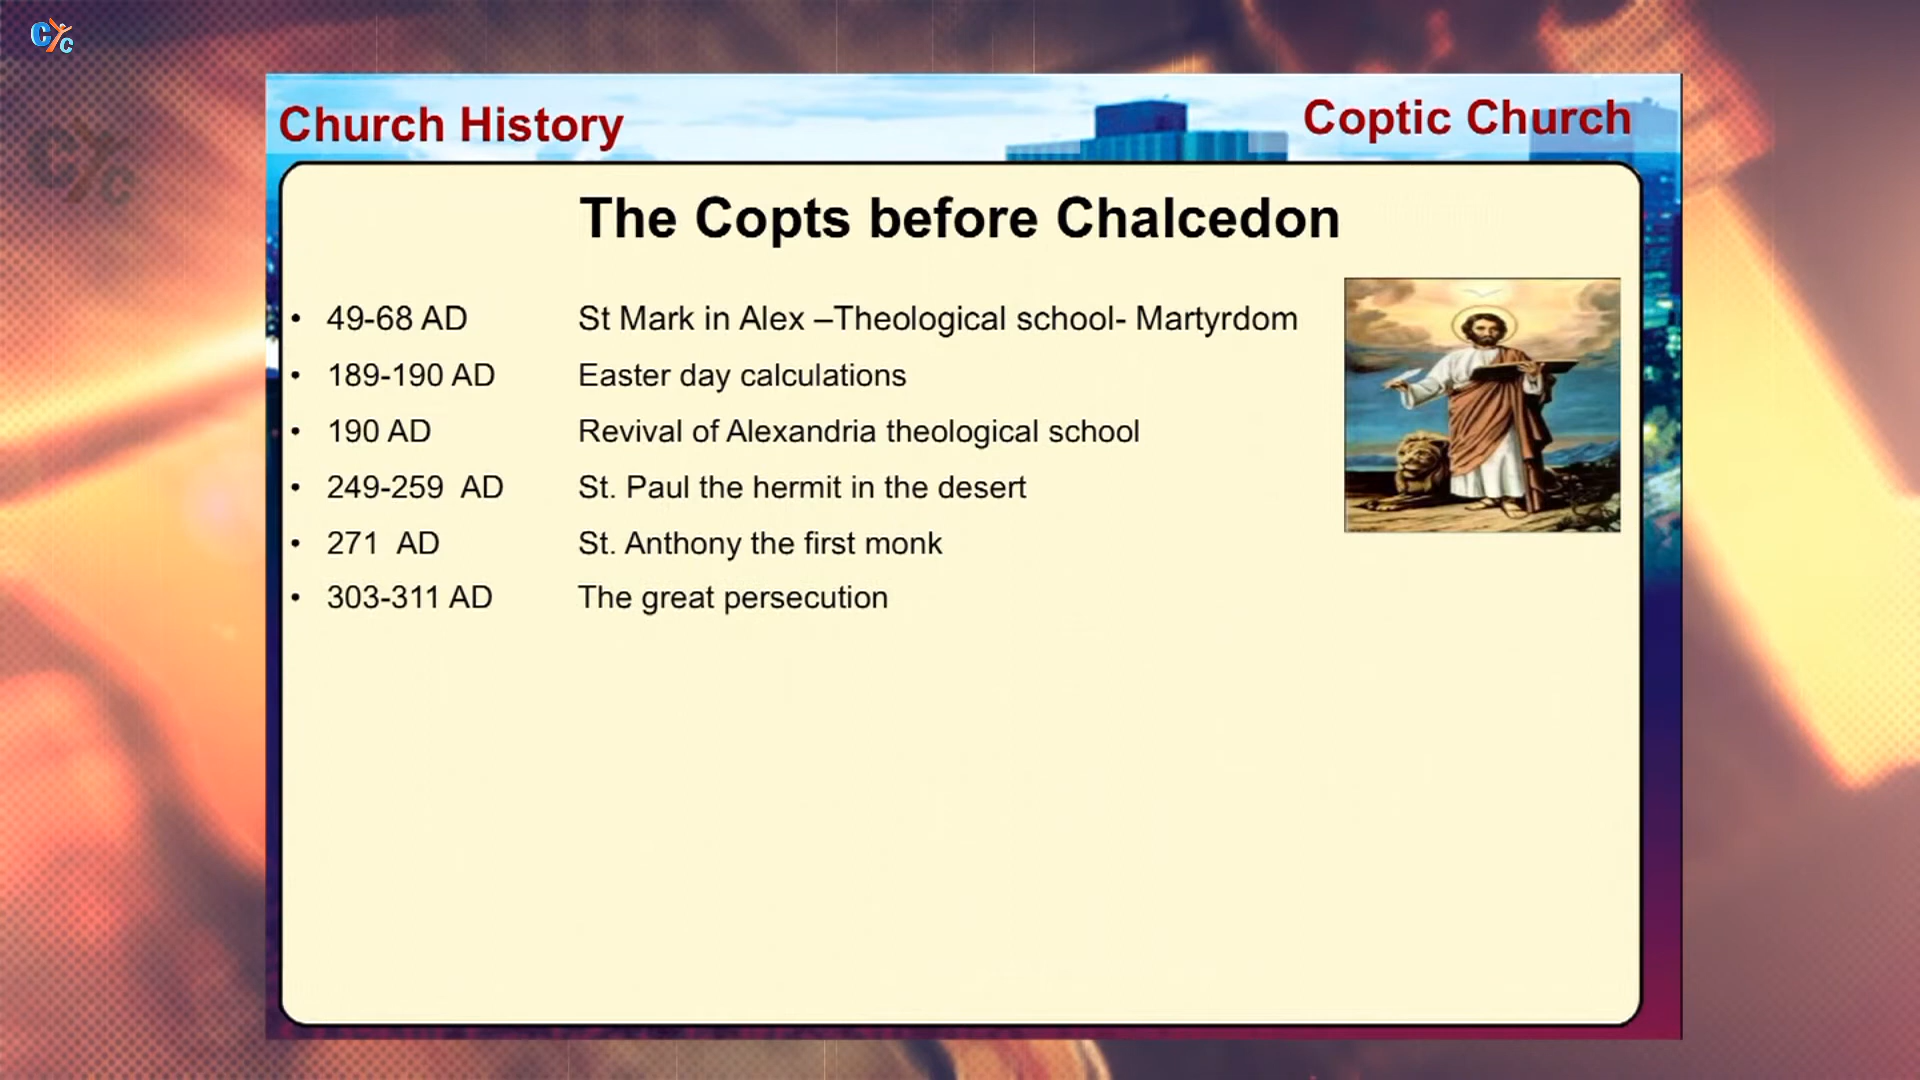 CYC
Church History
Coptic Church
The Copts before Chalcedon
• 49-68 AD St Mark in Alex –Theological school- Martyrdom
• 189-190 AD Easter day calculations
• 190 AD Revival of Alexandria theological school
• 249-259 AD St. Paul the hermit in the desert
• 271 AD St. Anthony the first monk
• 303-311 AD The great persecution